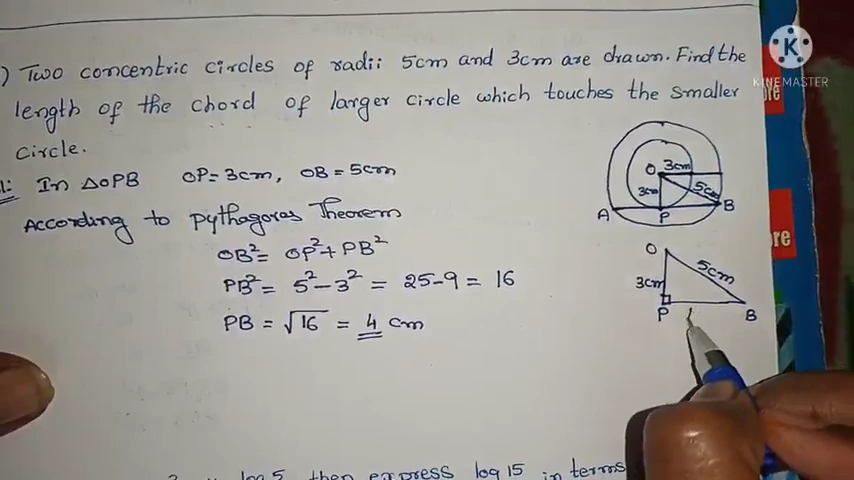 ) Two concentric circles of radii 5cm and 3cm are drawn. Find the
length of the chord of larger circle which touches the smaller
circle.
: In △OPB OP = 3cm, OB = 5cm
According to pythagoras Theorem
OB² = OP² + PB²
PB² = 5² - 3² = 25 - 9 = 16
PB = √16 = 4 cm
O 3cm
3cm 5cm
A P B
O
3cm 5cm
P B
K
KINEMASTER
log 5, then express log 15 in terms